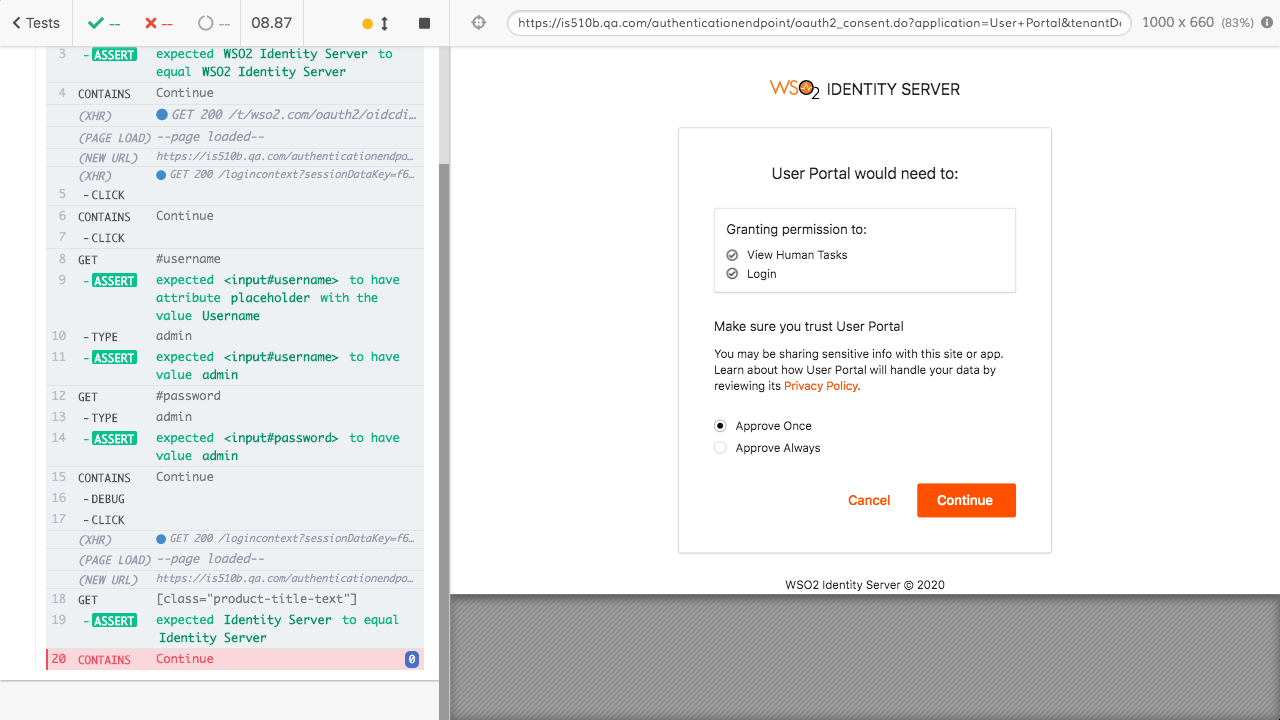 Tests
--
--
--
08.87
https://is510b.qa.com/authenticationendpoint/oauth2_consent.do?application=User+Portal&tenantDo
1000 x 660 (83%)
3 -ASSERT expected WSO2 Identity Server to
equal WSO2 Identity Server
4 CONTAINS Continue
(XHR) GET 200 /t/wso2.com/oauth2/oidcdi…
(PAGE LOAD) --page loaded--
(NEW URL) https://is510b.qa.com/authenticationendpo…
(XHR) GET 200 /logincontext?sessionDataKey=f6…
5 -CLICK
6 CONTAINS Continue
7 -CLICK
8 GET #username
9 -ASSERT expected <input#username> to have
attribute placeholder with the
value Username
10 -TYPE admin
11 -ASSERT expected <input#username> to have
value admin
12 GET #password
13 -TYPE admin
14 -ASSERT expected <input#password> to have
value admin
15 CONTAINS Continue
16 -DEBUG
17 -CLICK
(XHR) GET 200 /logincontext?sessionDataKey=f6…
(PAGE LOAD) --page loaded--
(NEW URL) https://is510b.qa.com/authenticationendpo…
18 GET [class="product-title-text"]
19 -ASSERT expected Identity Server to equal
Identity Server
20 CONTAINS Continue 0
WSO2 IDENTITY SERVER
User Portal would need to:
Granting permission to:
View Human Tasks
Login
Make sure you trust User Portal
You may be sharing sensitive info with this site or app.
Learn about how User Portal will handle your data by
reviewing its Privacy Policy.
Approve Once
Approve Always
Cancel
Continue
WSO2 Identity Server © 2020